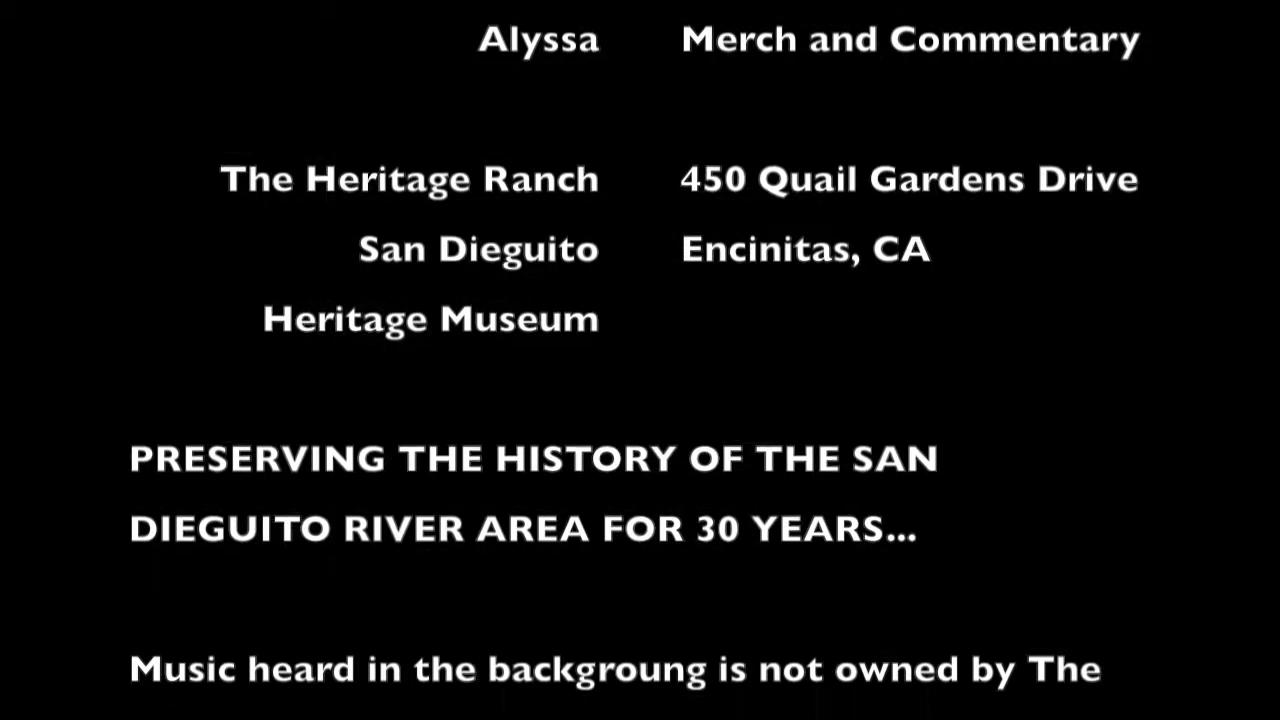 Alyssa Merch and Commentary
The Heritage Ranch 450 Quail Gardens Drive
San Dieguito Encinitas, CA
Heritage Museum
PRESERVING THE HISTORY OF THE SAN
DIEGUITO RIVER AREA FOR 30 YEARS...
Music heard in the backgroung is not owned by The